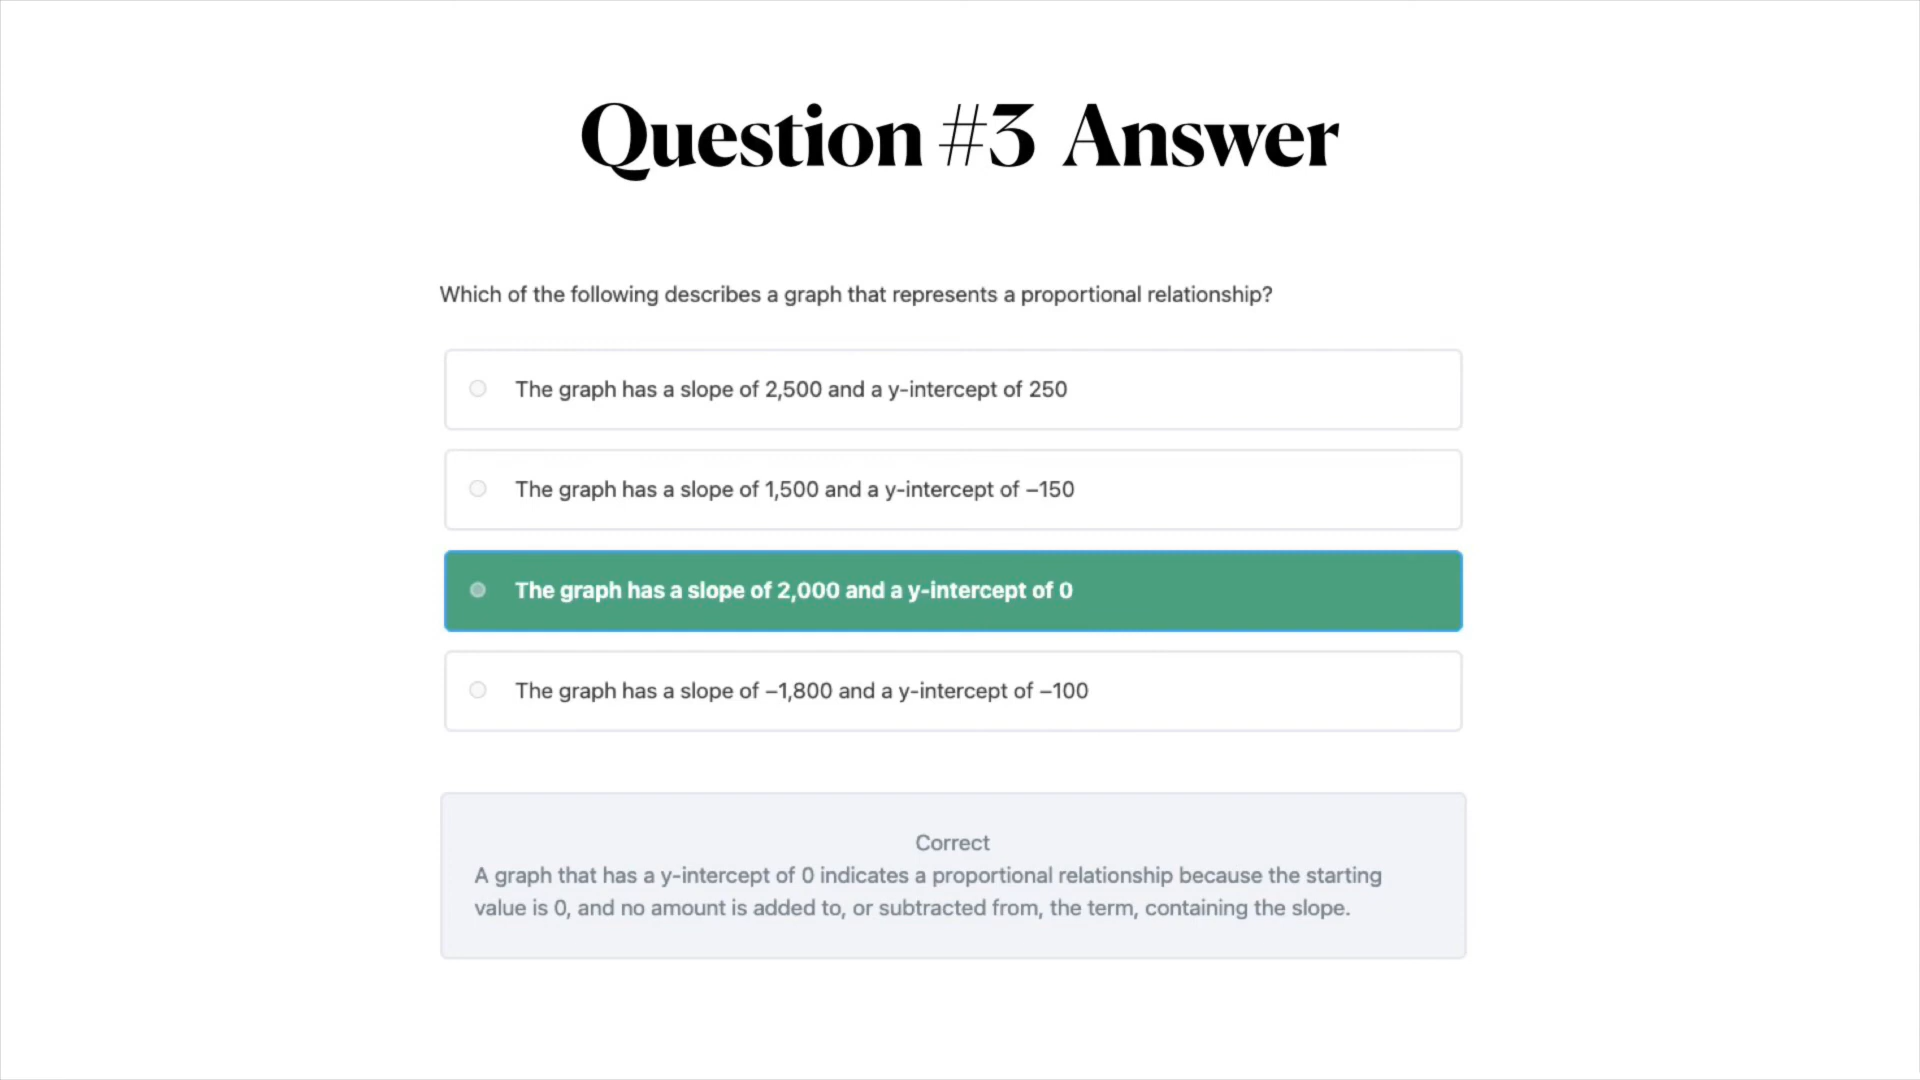 Question #3 Answer
Which of the following describes a graph that represents a proportional relationship?
The graph has a slope of 2,500 and a y-intercept of 250
The graph has a slope of 1,500 and a y-intercept of –150
The graph has a slope of 2,000 and a y-intercept of 0
The graph has a slope of –1,800 and a y-intercept of –100
Correct
A graph that has a y-intercept of 0 indicates a proportional relationship because the starting
value is 0, and no amount is added to, or subtracted from, the term, containing the slope.